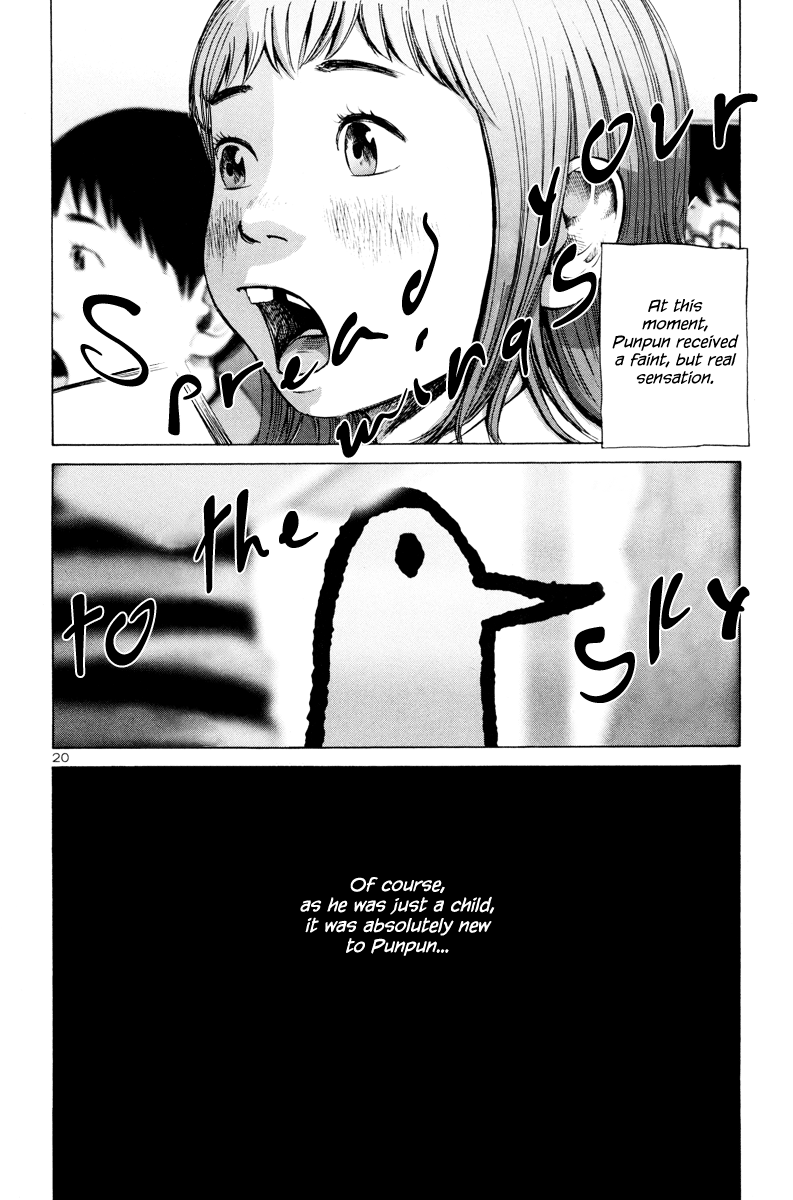 Spread your
wings
At this
moment,
Punpun received
a faint, but real
sensation.
to the
sky
20
Of course,
as he was just a child,
it was absolutely new
to Punpun...